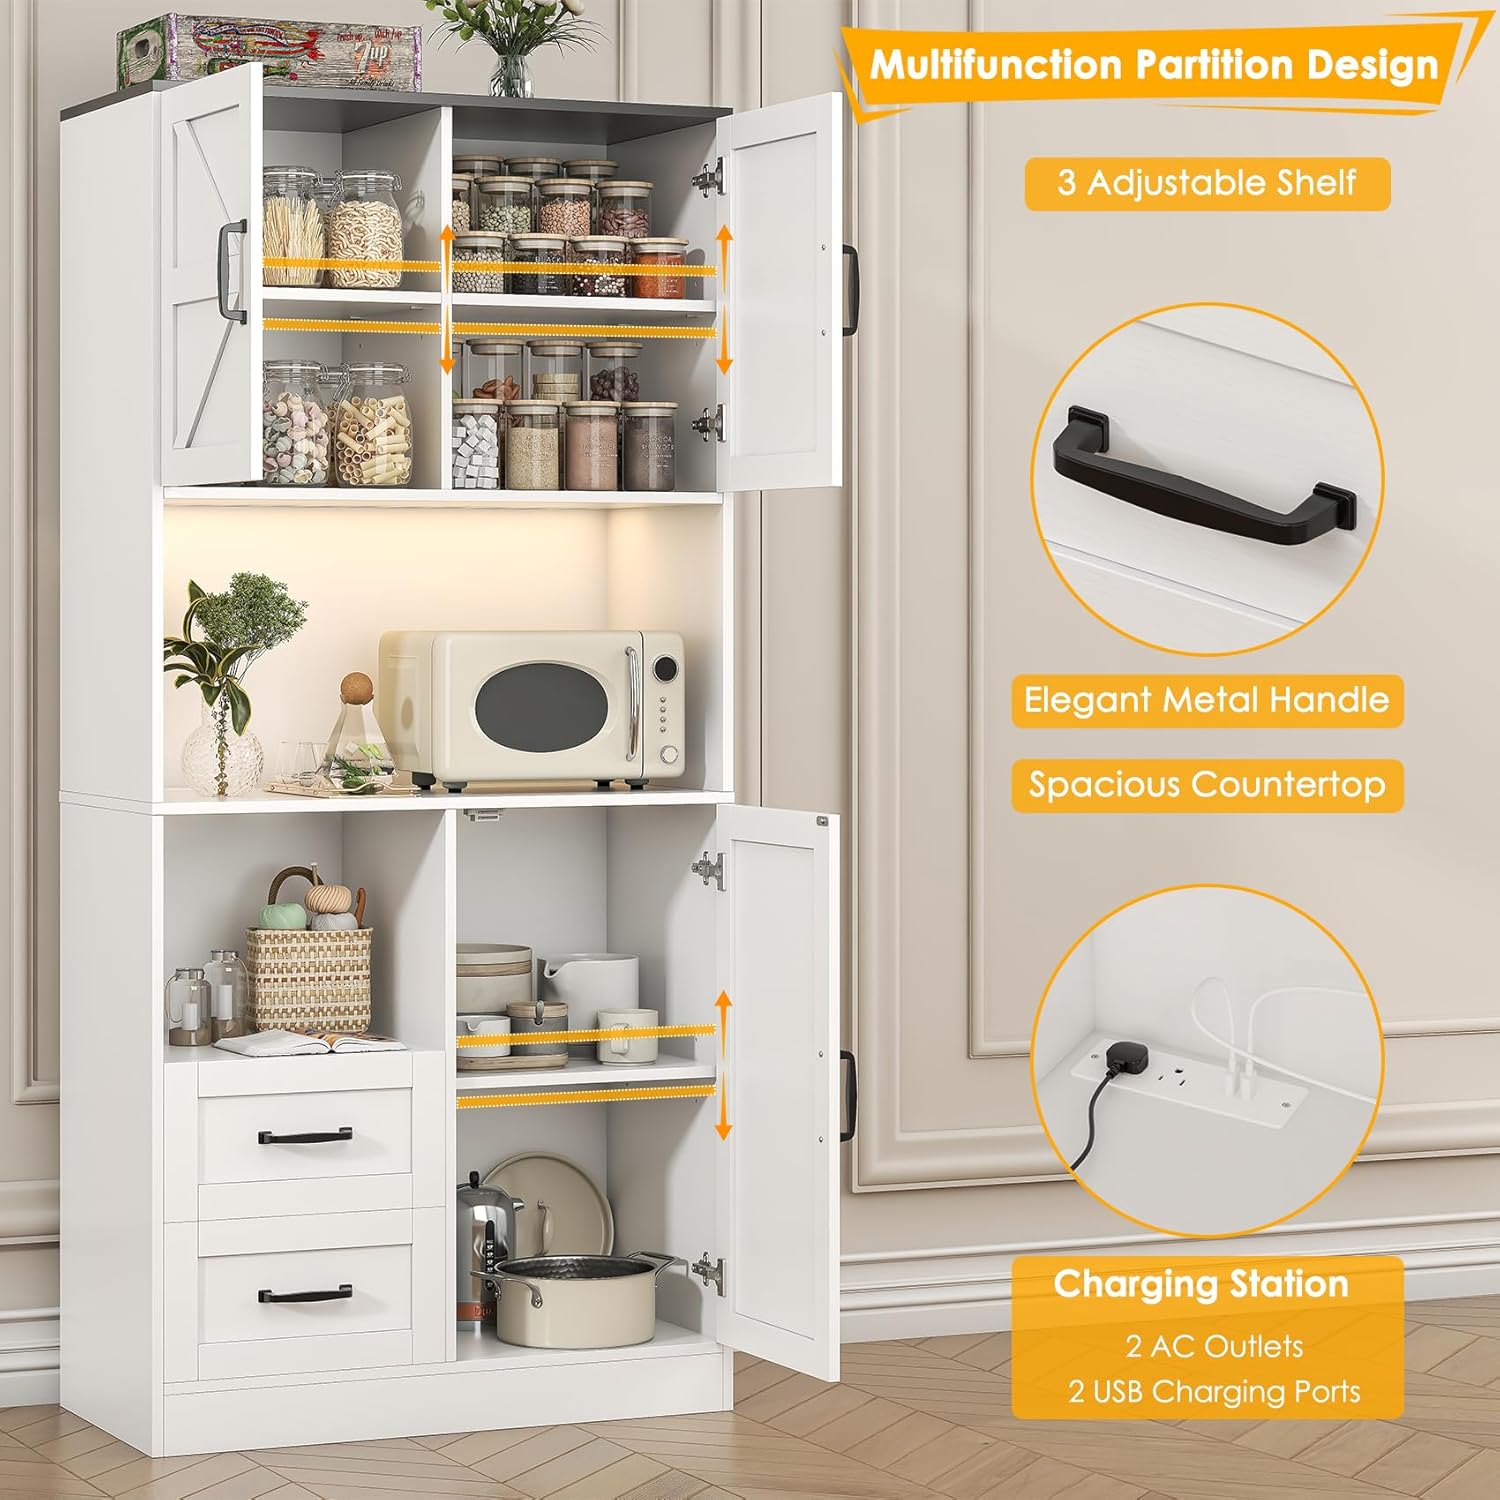 Multifunction Partition Design
3 Adjustable Shelf
Elegant Metal Handle
Spacious Countertop
Charging Station
2 AC Outlets
2 USB Charging Ports
7up